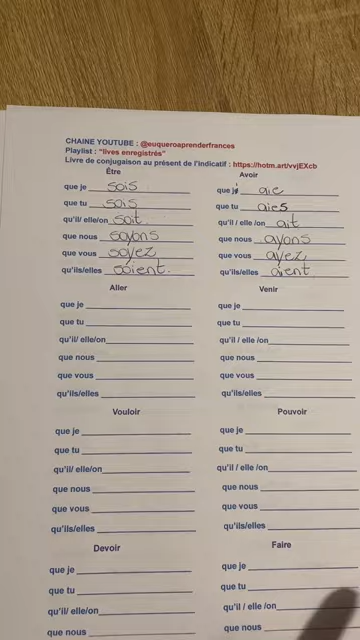 CHAINE YOUTUBE : @euqueroaprenderfrances
Playlist : "lives enregistrés"
Livre de conjugaison au présent de l'indicatif : https://hotm.art/vvjEXcb
Être
que je sois
que tu sois
qu'il/ elle/on soit
que nous soyons
que vous soyez
qu'ils/elles soient.
Avoir
que j' aie
que tu aies
qu'il / elle /on ait
que nous ayons
que vous ayez
qu'ils/elles aient
Aller
que je
que tu
qu'il/ elle/on
que nous
que vous
qu'ils/elles
Venir
que je
que tu
qu'il / elle /on
que nous
que vous
qu'ils/elles
Vouloir
que je
que tu
qu'il/ elle/on
que nous
que vous
qu'ils/elles
Pouvoir
que je
que tu
qu'il / elle /on
que nous
que vous
qu'ils/elles
Devoir
que je
que tu
qu'il/ elle/on
que nous
Faire
que je
que tu
qu'il / elle /on
que nous